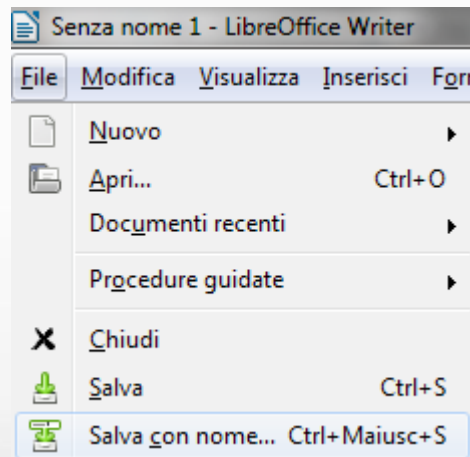 Senza nome 1 - LibreOffice Writer
File Modifica Visualizza Inserisci For
Nuovo
Apri... Ctrl+O
Documenti recenti
Procedure guidate
Chiudi
Salva Ctrl+S
Salva con nome... Ctrl+Maiusc+S